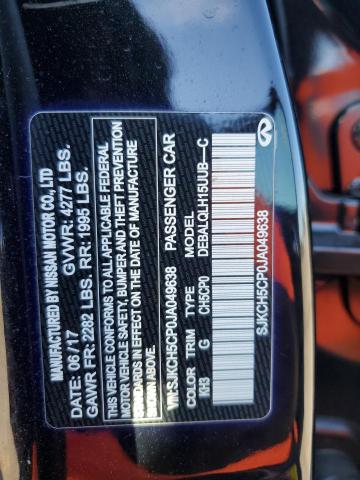 MANUFACTURED BY NISSAN MOTOR CO., LTD
DATE: 06/17 GVWR: 4277 LBS.
GAWR FR: 2282 LBS. RR: 1995 LBS.
THIS VEHICLE CONFORMS TO ALL APPLICABLE FEDERAL
MOTOR VEHICLE SAFETY, BUMPER AND THEFT PREVENTION
STANDARDS IN EFFECT ON THE DATE OF MANUFACTURE
SHOWN ABOVE.
VIN:SJKCH5CP0JA049638 PASSENGER CAR
COLOR TRIM TYPE MODEL
KH3 G CH5CP0 DEBALQLH15UUB—C
SJKCH5CP0JA049638